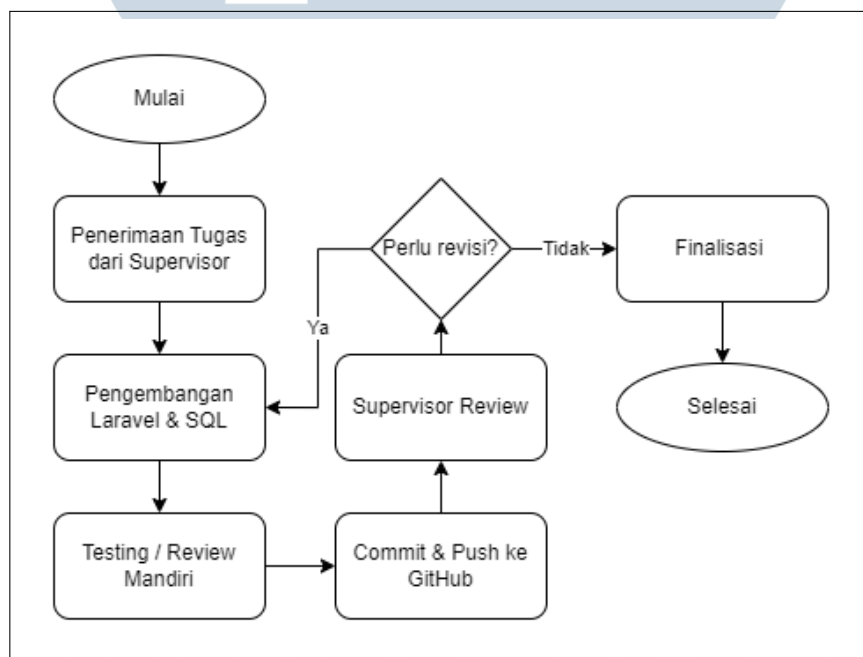 Mulai
Penerimaan Tugas
dari Supervisor
Pengembangan
Laravel & SQL
Testing / Review
Mandiri
Commit & Push ke
GitHub
Supervisor Review
Perlu revisi?
Ya
Tidak
Finalisasi
Selesai